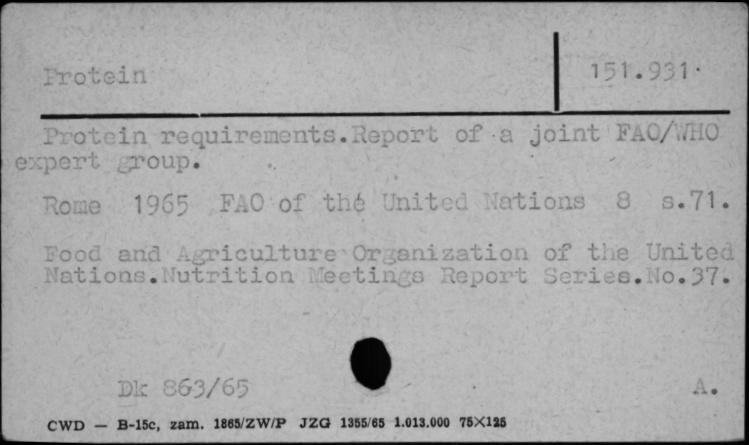 Protein
151.931.
Protein requirements.Report of a joint FAO/WHO
expert group.
Rome 1965 FAO of the United Nations 8 s.71.
Food and Agriculture Organization of the United
Nations.Nutrition Meetings Report Series.No.37.
Dk 863/65 A.
CWD — B-15c, zam. 1865/ZW/P JZG 1355/65 1.013.000 75×125